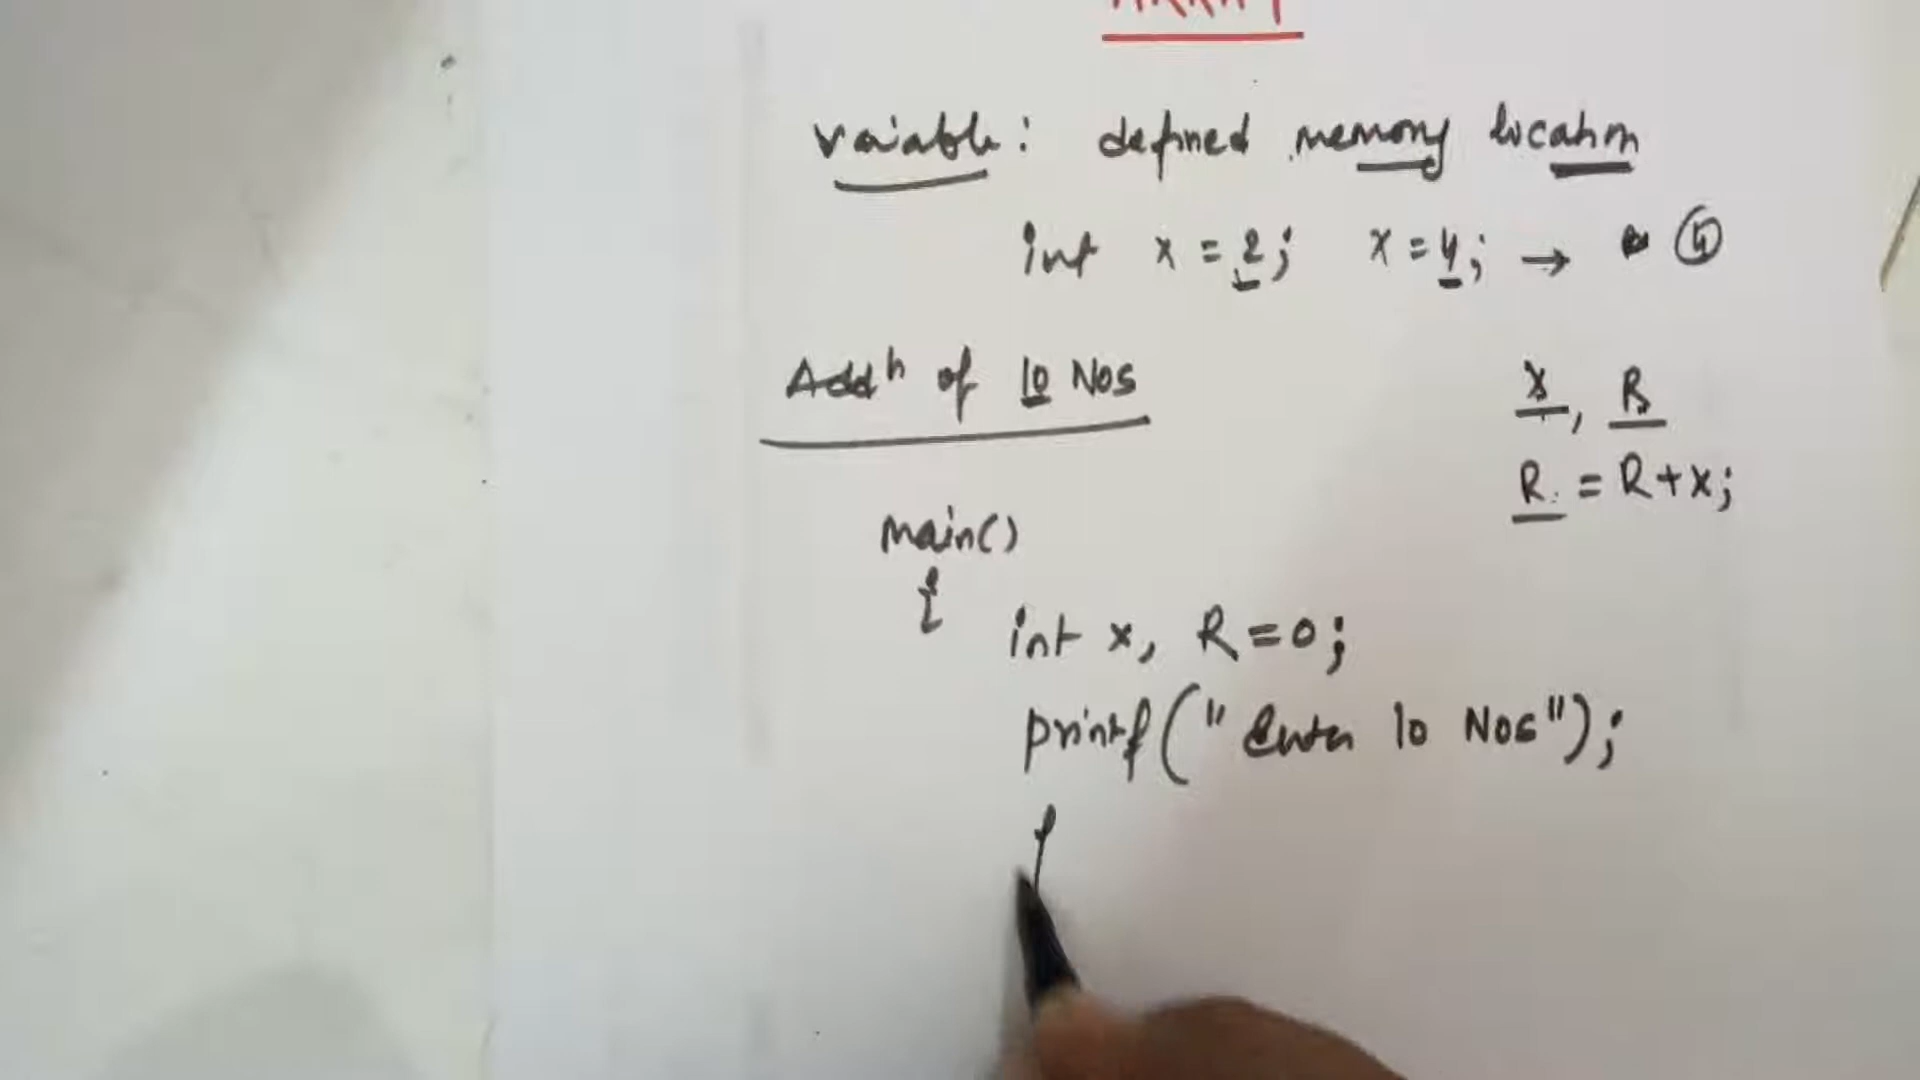 ARRAY
Variable: defined memory location
int x = 2; x = 4; → 4
Addn of 10 Nos
x, R
R = R + x;
main()
{
int x, R = 0;
printf(" Enter 10 Nos");
f